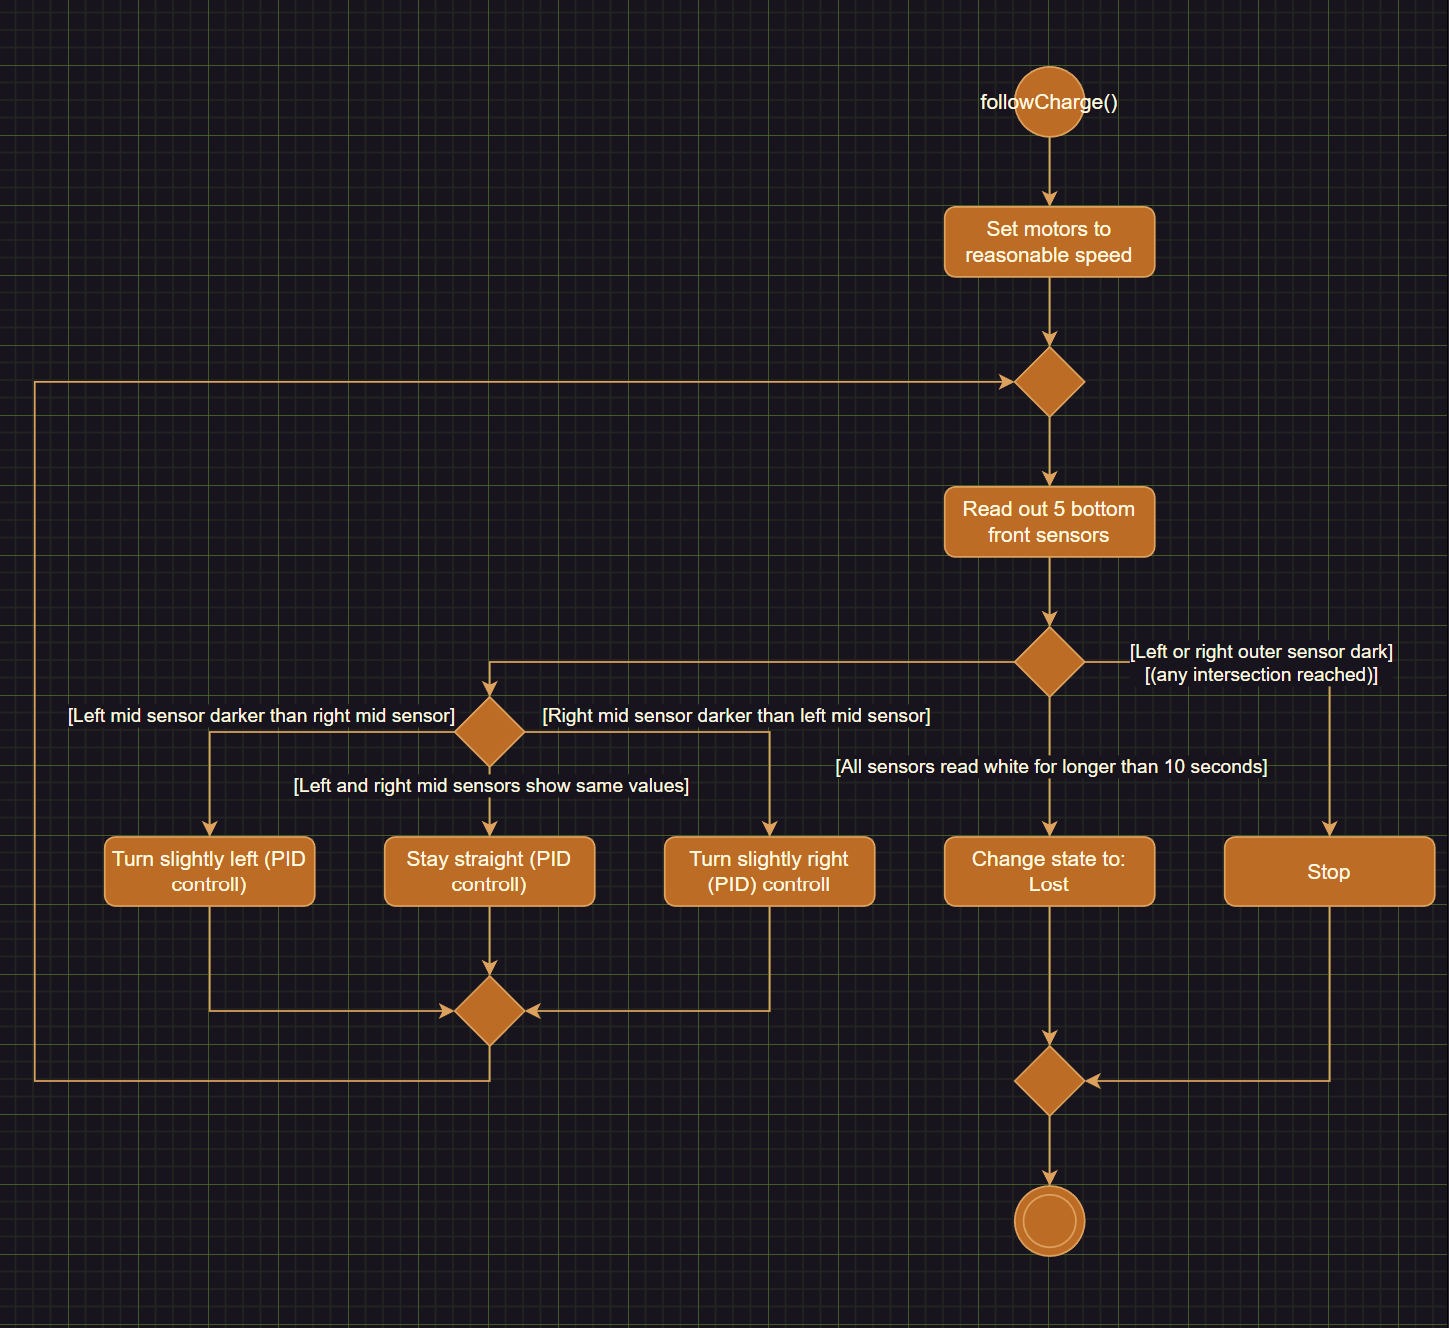 followCharge()
Set motors to
reasonable speed
Read out 5 bottom
front sensors
[Left or right outer sensor dark]
[(any intersection reached)]
[Left mid sensor darker than right mid sensor]
[Right mid sensor darker than left mid sensor]
[Left and right mid sensors show same values]
[All sensors read white for longer than 10 seconds]
Turn slightly left (PID
controll)
Stay straight (PID
controll)
Turn slightly right
(PID) controll
Change state to:
Lost
Stop